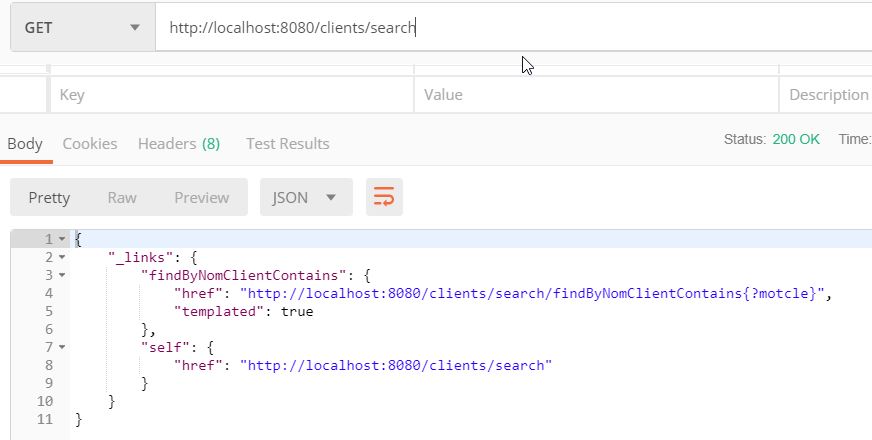 GET http://localhost:8080/clients/search
Key Value Description
Body Cookies Headers (8) Test Results Status: 200 OK Time:
Pretty Raw Preview JSON
1 {
2 "_links": {
3 "findByNomClientContains": {
4 "href": "http://localhost:8080/clients/search/findByNomClientContains{?motcle}",
5 "templated": true
6 },
7 "self": {
8 "href": "http://localhost:8080/clients/search"
9 }
10 }
11 }